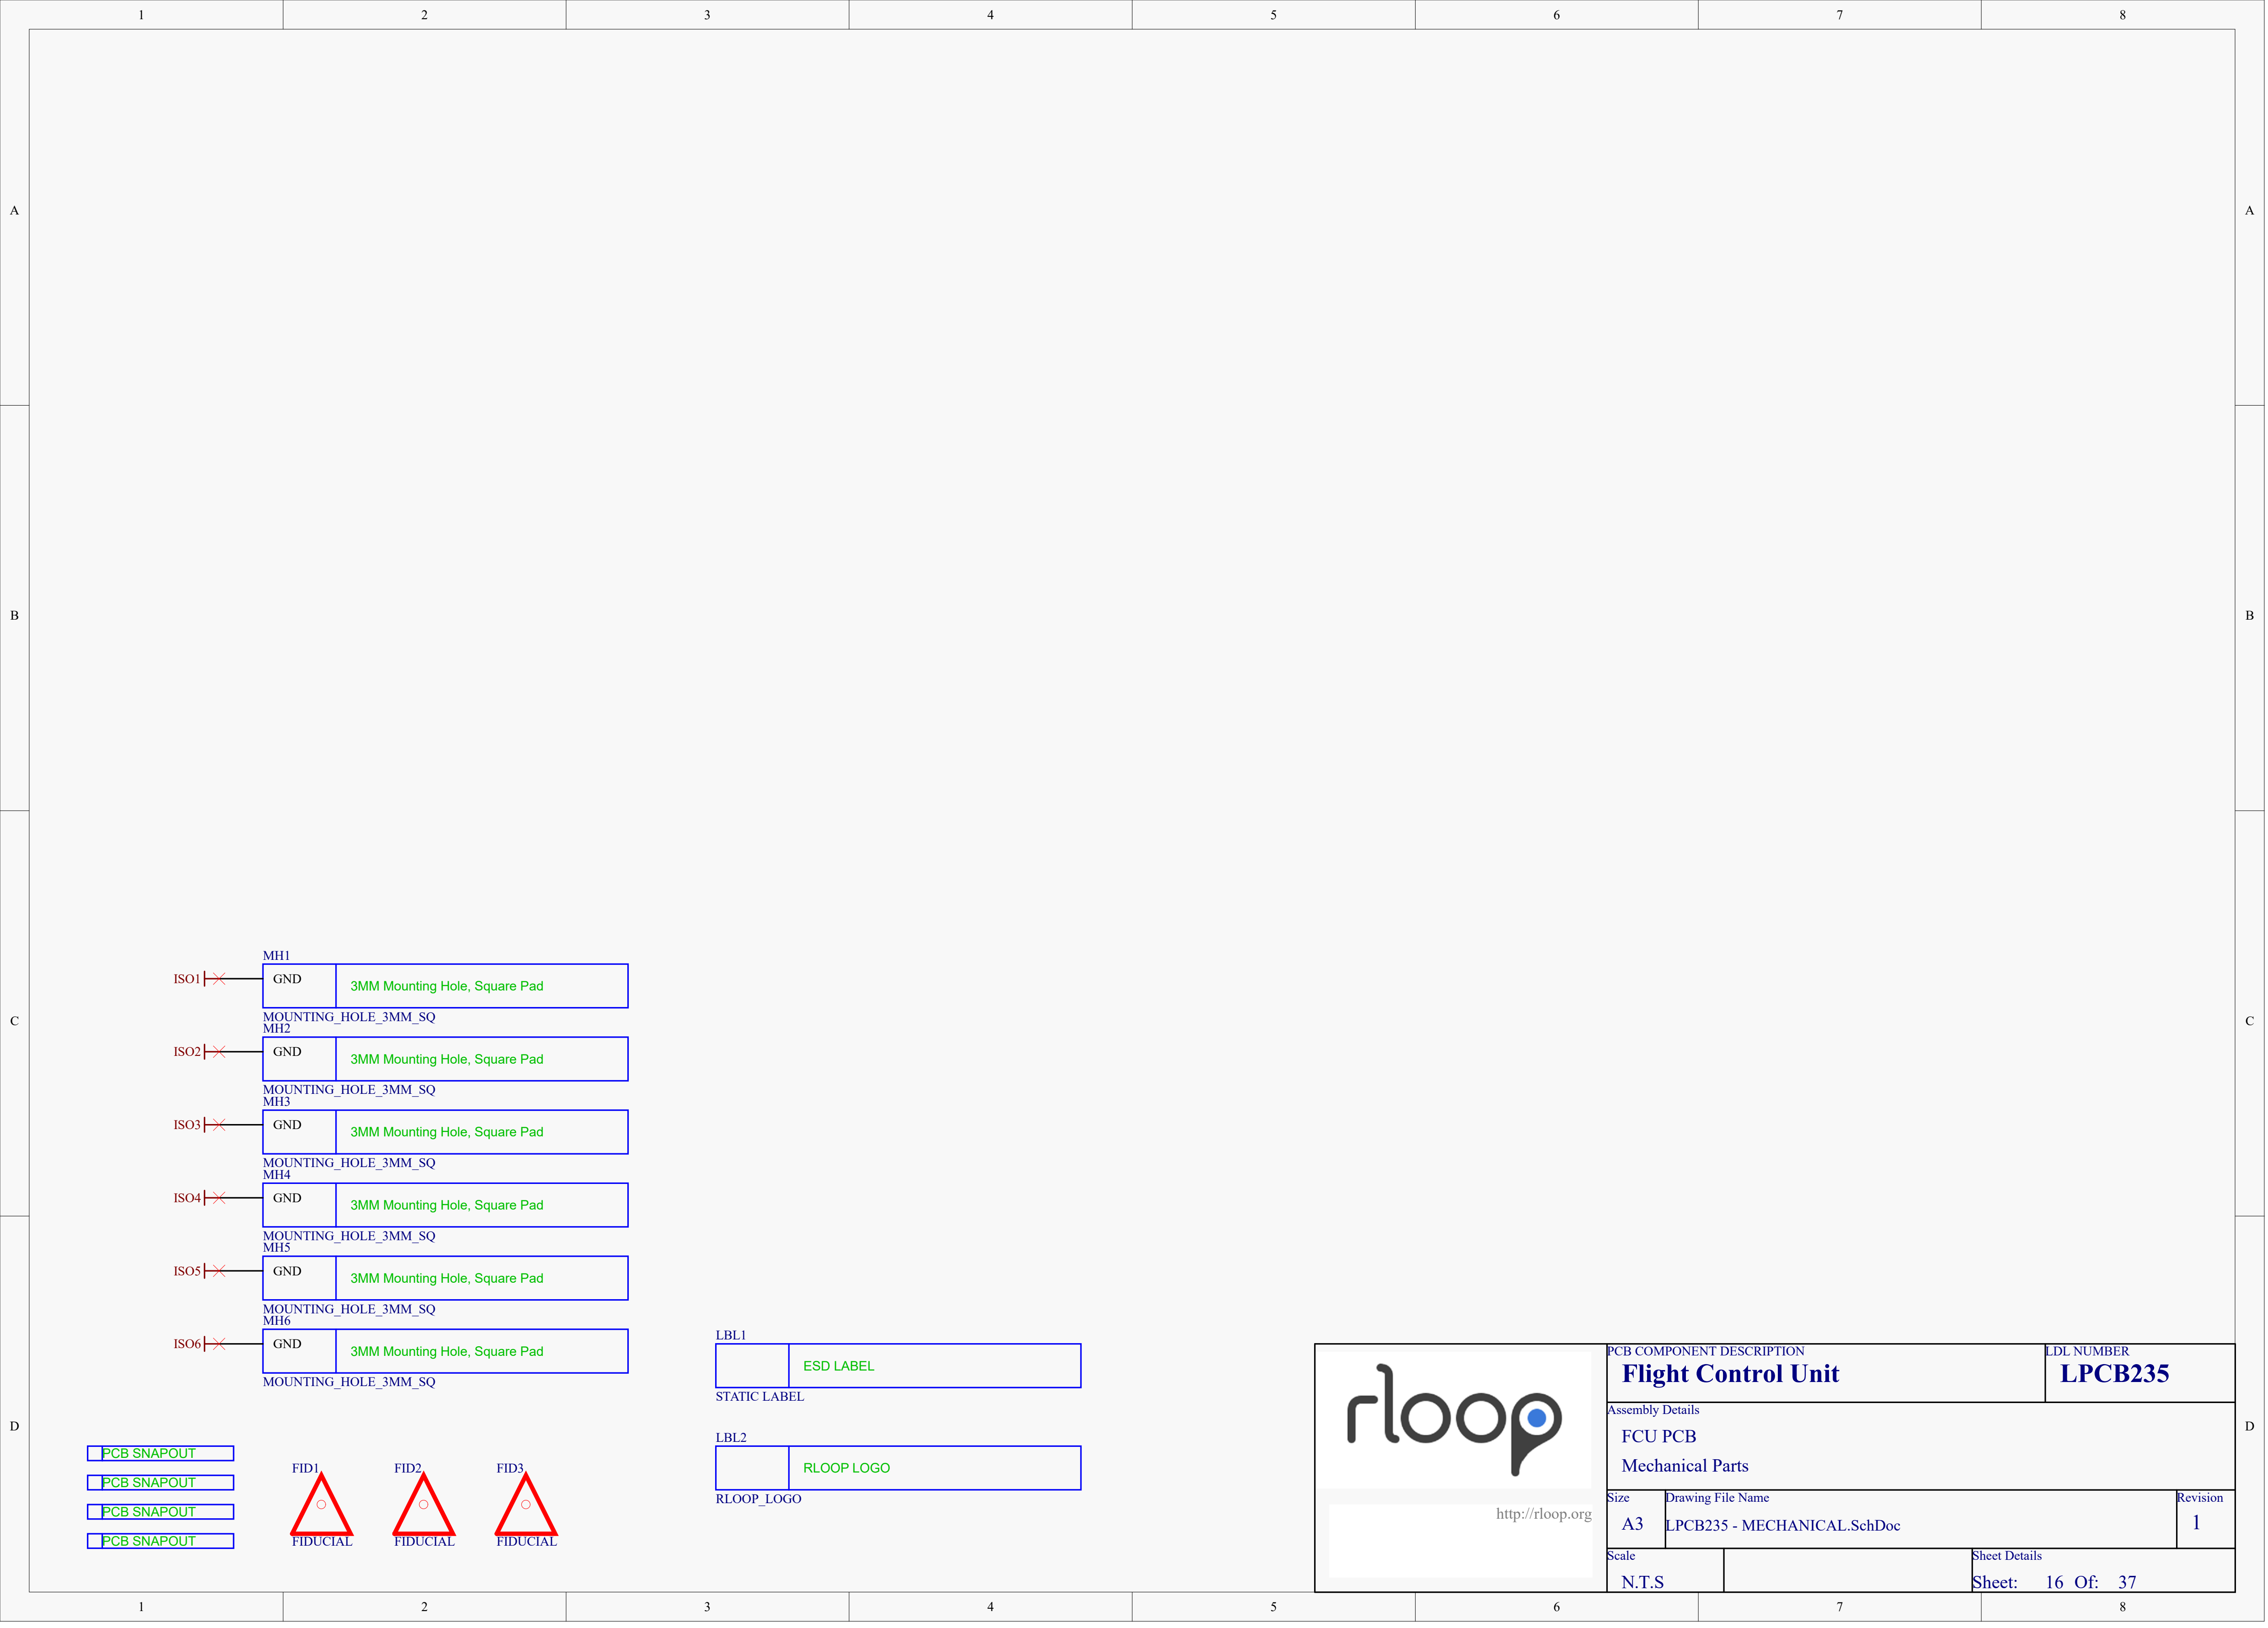 1 2 3 4 5 6 7 8
A A
B B
MH1
ISO1 GND 3MM Mounting Hole, Square Pad
MOUNTING_HOLE_3MM_SQ
C C
MH2
ISO2 GND 3MM Mounting Hole, Square Pad
MOUNTING_HOLE_3MM_SQ
MH3
ISO3 GND 3MM Mounting Hole, Square Pad
MOUNTING_HOLE_3MM_SQ
MH4
ISO4 GND 3MM Mounting Hole, Square Pad
MOUNTING_HOLE_3MM_SQ
MH5
ISO5 GND 3MM Mounting Hole, Square Pad
MOUNTING_HOLE_3MM_SQ
MH6
ISO6 GND 3MM Mounting Hole, Square Pad
MOUNTING_HOLE_3MM_SQ
LBL1
ESD LABEL
STATIC LABEL
LBL2
RLOOP LOGO
RLOOP_LOGO
D D
PCB SNAPOUT
PCB SNAPOUT
PCB SNAPOUT
PCB SNAPOUT
FID1 FID2 FID3
FIDUCIAL FIDUCIAL FIDUCIAL
rloop
http://rloop.org
PCB COMPONENT DESCRIPTION LDL NUMBER
Flight Control Unit LPCB235
Assembly Details
FCU PCB
Mechanical Parts
Size Drawing File Name Revision
A3 LPCB235 - MECHANICAL.SchDoc 1
Scale Sheet Details
N.T.S Sheet: 16 Of: 37
1 2 3 4 5 6 7 8